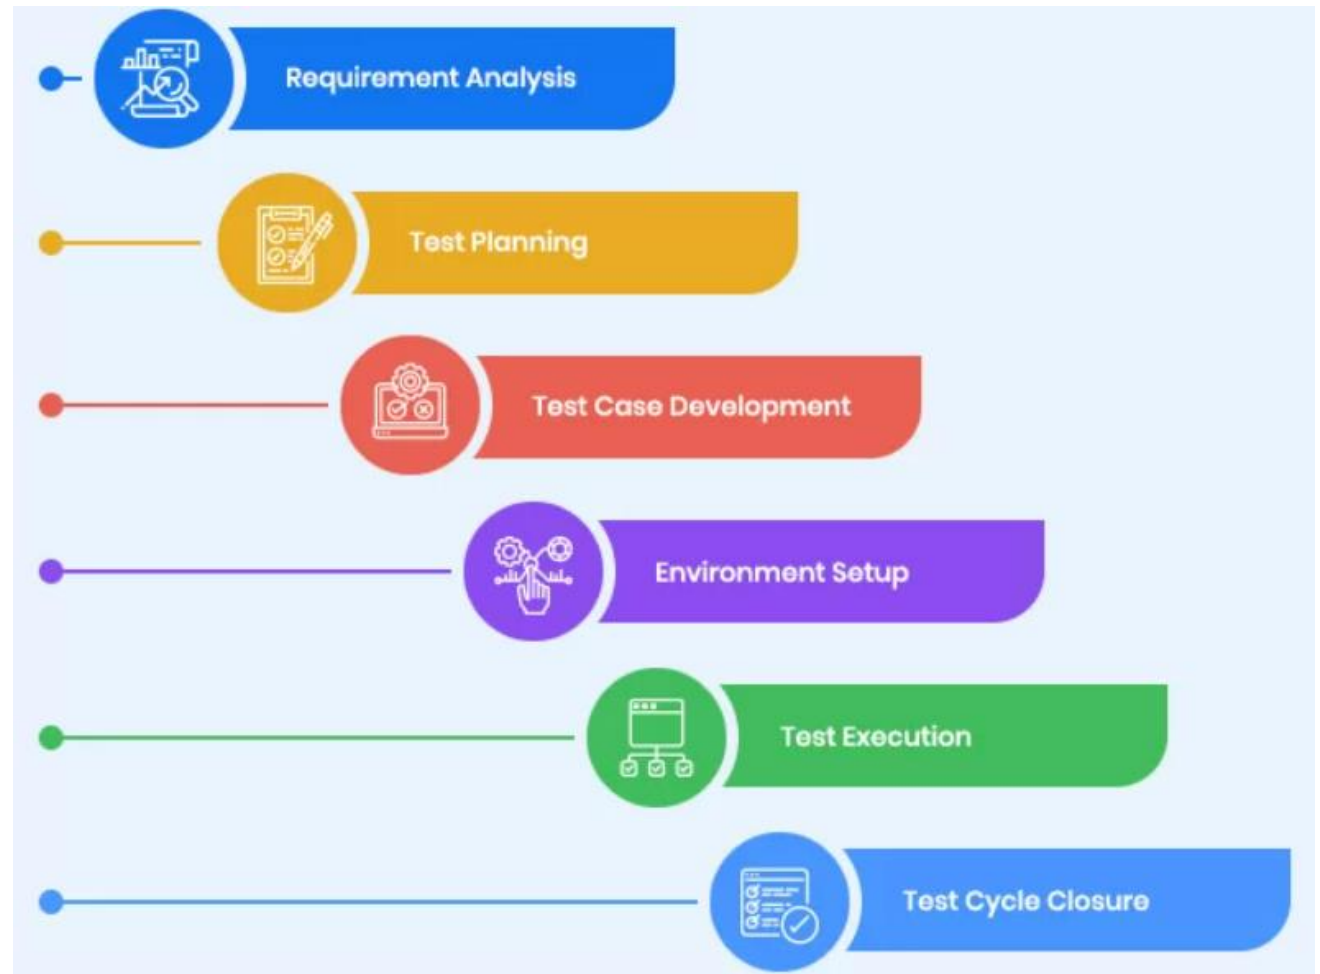 Requirement Analysis
Test Planning
Test Case Development
Environment Setup
Test Execution
Test Cycle Closure